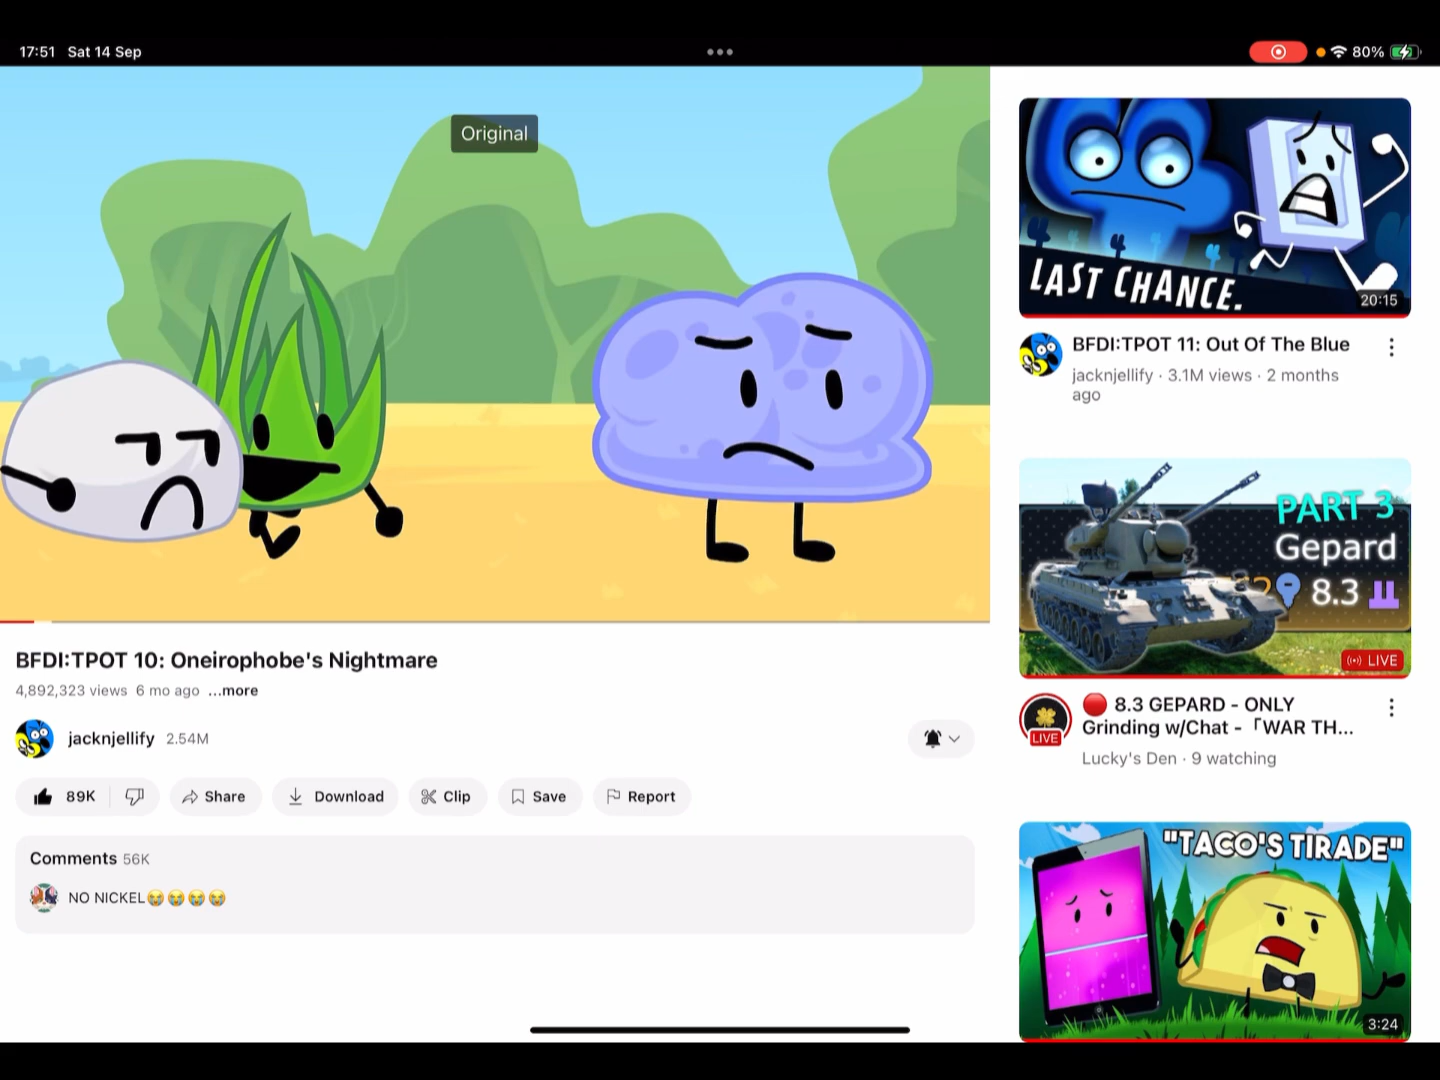 17:51 Sat 14 Sep
80%
Original
BFDI:TPOT 10: Oneirophobe's Nightmare
4,892,323 views 6 mo ago ...more
jacknjellify 2.54M
89K
Share
Download
Clip
Save
Report
Comments 56K
NO NICKEL😭😭😭😭
LAST CHANCE.
20:15
BFDI:TPOT 11: Out Of The Blue
jacknjellify · 3.1M views · 2 months
ago
PART 3
Gepard
8.3
LIVE
LIVE
🔴 8.3 GEPARD - ONLY
Grinding w/Chat -「WAR TH...
Lucky's Den · 9 watching
"TACO'S TIRADE"
3:24